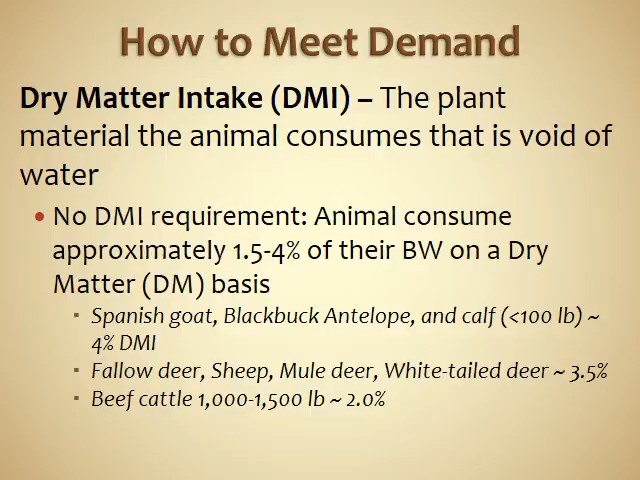 How to Meet Demand
Dry Matter Intake (DMI) – The plant
material the animal consumes that is void of
water
• No DMI requirement: Animal consume
approximately 1.5-4% of their BW on a Dry
Matter (DM) basis
▪ Spanish goat, Blackbuck Antelope, and calf (<100 lb) ~
4% DMI
▪ Fallow deer, Sheep, Mule deer, White-tailed deer ~ 3.5%
▪ Beef cattle 1,000-1,500 lb ~ 2.0%